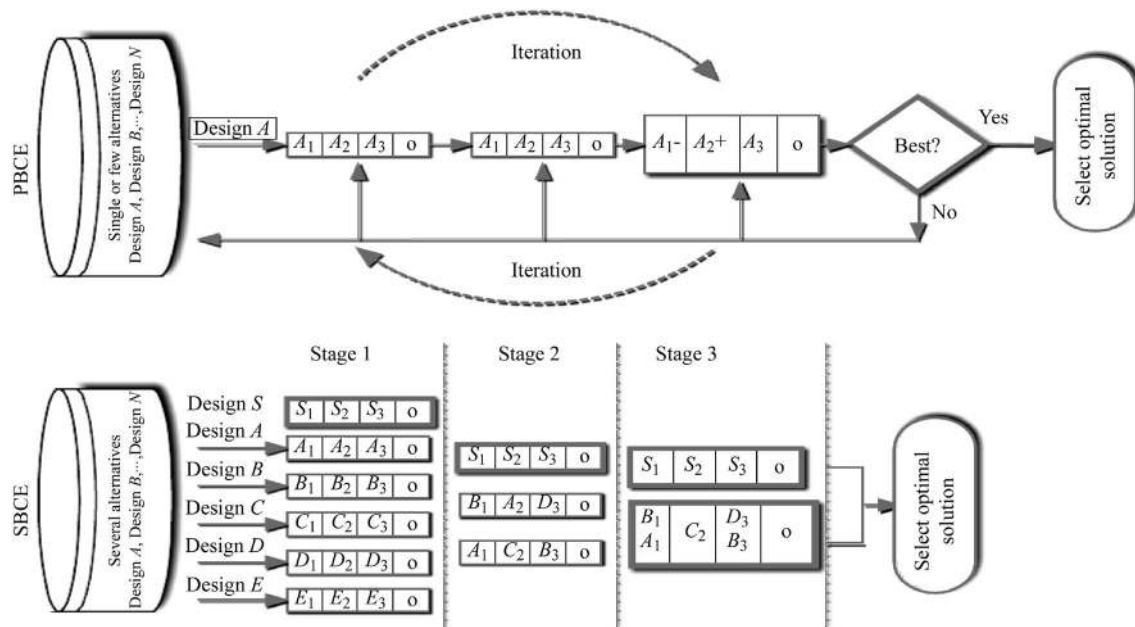 PBCE
Single or few alternatives
Design A, Design B,···,Design N
Design A
Iteration
A1 A2 A3 o
A1 A2 A3 o
A1- A2+ A3 o
Best?
Yes
No
Select optimal
solution
Iteration
SBCE
Several alternatives
Design A, Design B,···,Design N
Stage 1
Stage 2
Stage 3
Design S
S1 S2 S3 o
Design A
A1 A2 A3 o
Design B
B1 B2 B3 o
Design C
C1 C2 C3 o
Design D
D1 D2 D3 o
Design E
E1 E2 E3 o
S1 S2 S3 o
B1 A2 D3 o
A1 C2 B3 o
S1 S2 S3 o
B1 D3
C2 o
A1 B3
Select optimal
solution